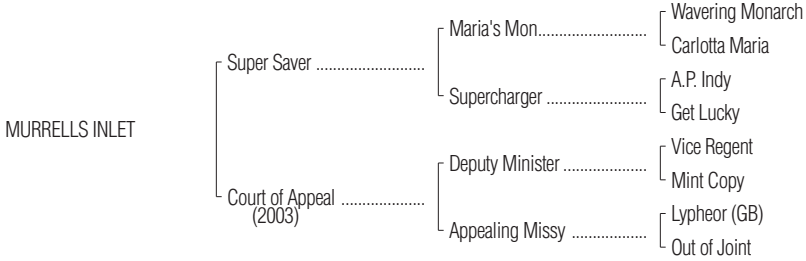 Wavering Monarch
Maria's Mon..........................
Carlotta Maria
Super Saver ..........................
A.P. Indy
Supercharger ........................
Get Lucky
MURRELLS INLET
Vice Regent
Deputy Minister ....................
Mint Copy
Court of Appeal ....................
(2003)
Lypheor (GB)
Appealing Missy ..................
Out of Joint